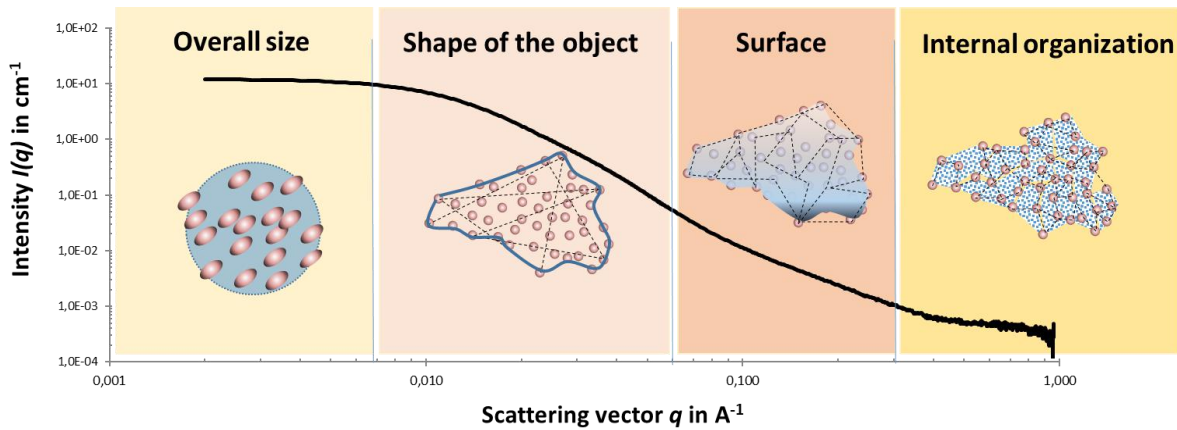 Overall size
Shape of the object
Surface
Internal organization
Intensity I(q) in cm-1
1,0E+02
1,0E+01
1,0E+00
1,0E-01
1,0E-02
1,0E-03
1,0E-04
0,001
0,010
0,100
1,000
Scattering vector q in A-1